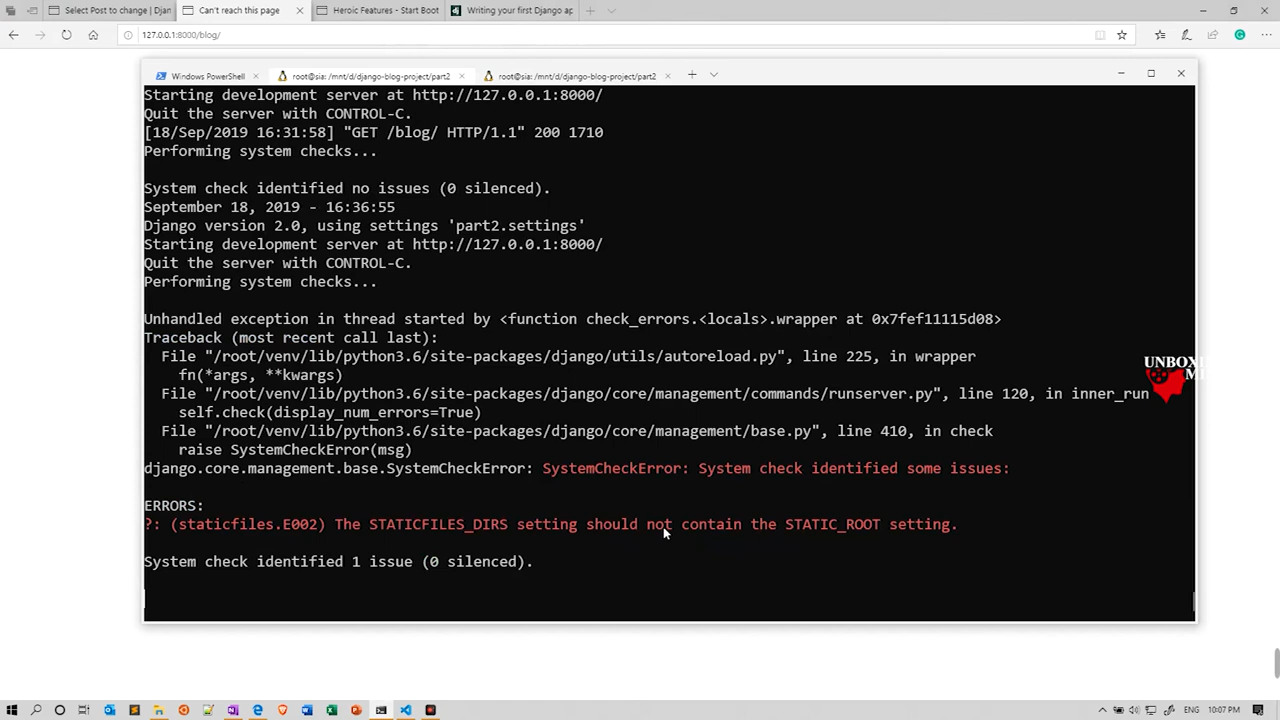 Select Post to change | Djan
Can't reach this page
Heroic Features - Start Boot
Writing your first Django ap
127.0.0.1:8000/blog/
Windows PowerShell
root@sia: /mnt/d/django-blog-project/part2
root@sia: /mnt/d/django-blog-project/part2
Starting development server at http://127.0.0.1:8000/
Quit the server with CONTROL-C.
[18/Sep/2019 16:31:58] "GET /blog/ HTTP/1.1" 200 1710
Performing system checks...
System check identified no issues (0 silenced).
September 18, 2019 - 16:36:55
Django version 2.0, using settings 'part2.settings'
Starting development server at http://127.0.0.1:8000/
Quit the server with CONTROL-C.
Performing system checks...
Unhandled exception in thread started by <function check_errors.<locals>.wrapper at 0x7fef11115d08>
Traceback (most recent call last):
File "/root/venv/lib/python3.6/site-packages/django/utils/autoreload.py", line 225, in wrapper
fn(*args, **kwargs)
File "/root/venv/lib/python3.6/site-packages/django/core/management/commands/runserver.py", line 120, in inner_run
self.check(display_num_errors=True)
File "/root/venv/lib/python3.6/site-packages/django/core/management/base.py", line 410, in check
raise SystemCheckError(msg)
django.core.management.base.SystemCheckError: SystemCheckError: System check identified some issues:
ERRORS:
?: (staticfiles.E002) The STATICFILES_DIRS setting should not contain the STATIC_ROOT setting.
System check identified 1 issue (0 silenced).
UNBOX
M
10:07 PM